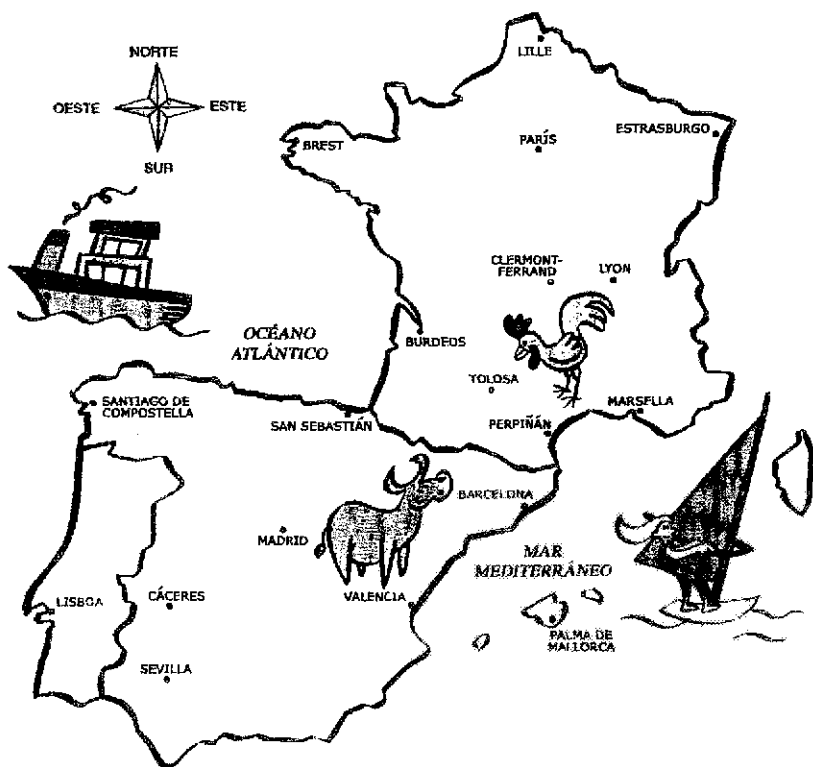 NORTE
OESTE
ESTE
SUR
LILLE
PARÍS
ESTRASBURGO
BREST
CLERMONT-
FERRAND
LYON
OCÉANO
ATLÁNTICO
BURDEOS
TOLOSA
SANTIAGO DE
COMPOSTELLA
SAN SEBASTIÁN
PERPIÑÁN
MARSELLA
BARCELONA
MADRID
MAR
MEDITERRÁNEO
LISBOA
CÁCERES
VALENCIA
PALMA DE
MALLORCA
SEVILLA